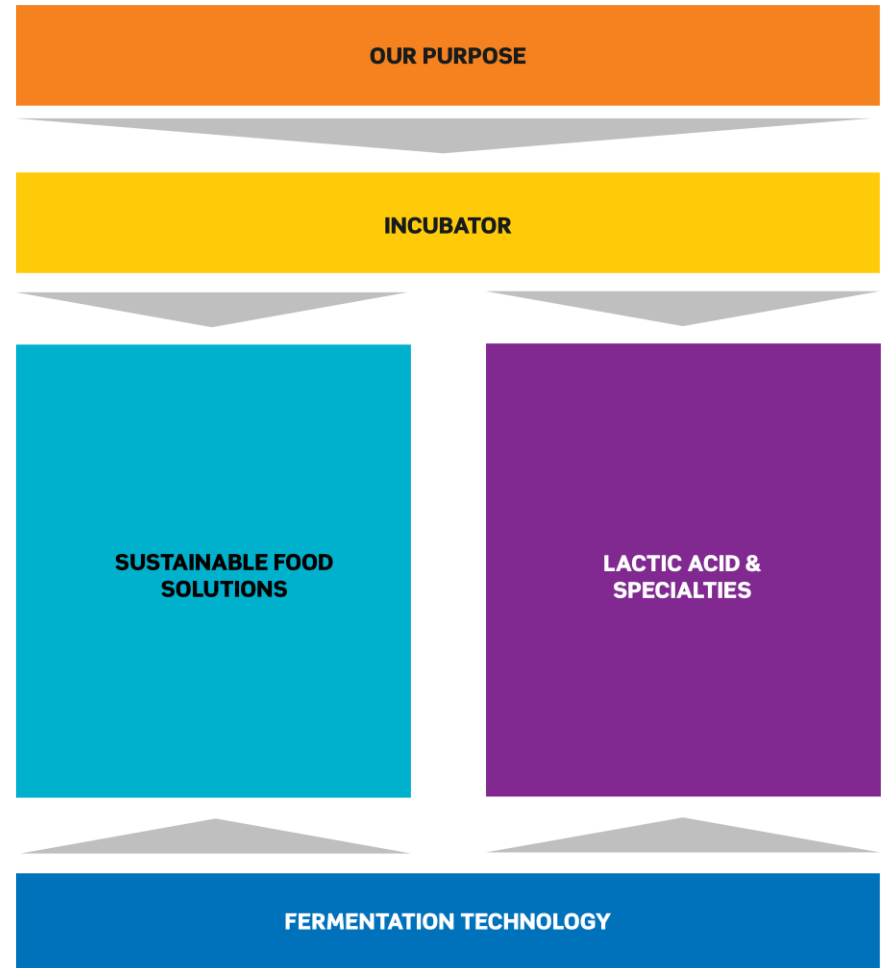 OUR PURPOSE
INCUBATOR
SUSTAINABLE FOOD
SOLUTIONS
LACTIC ACID &
SPECIALTIES
FERMENTATION TECHNOLOGY